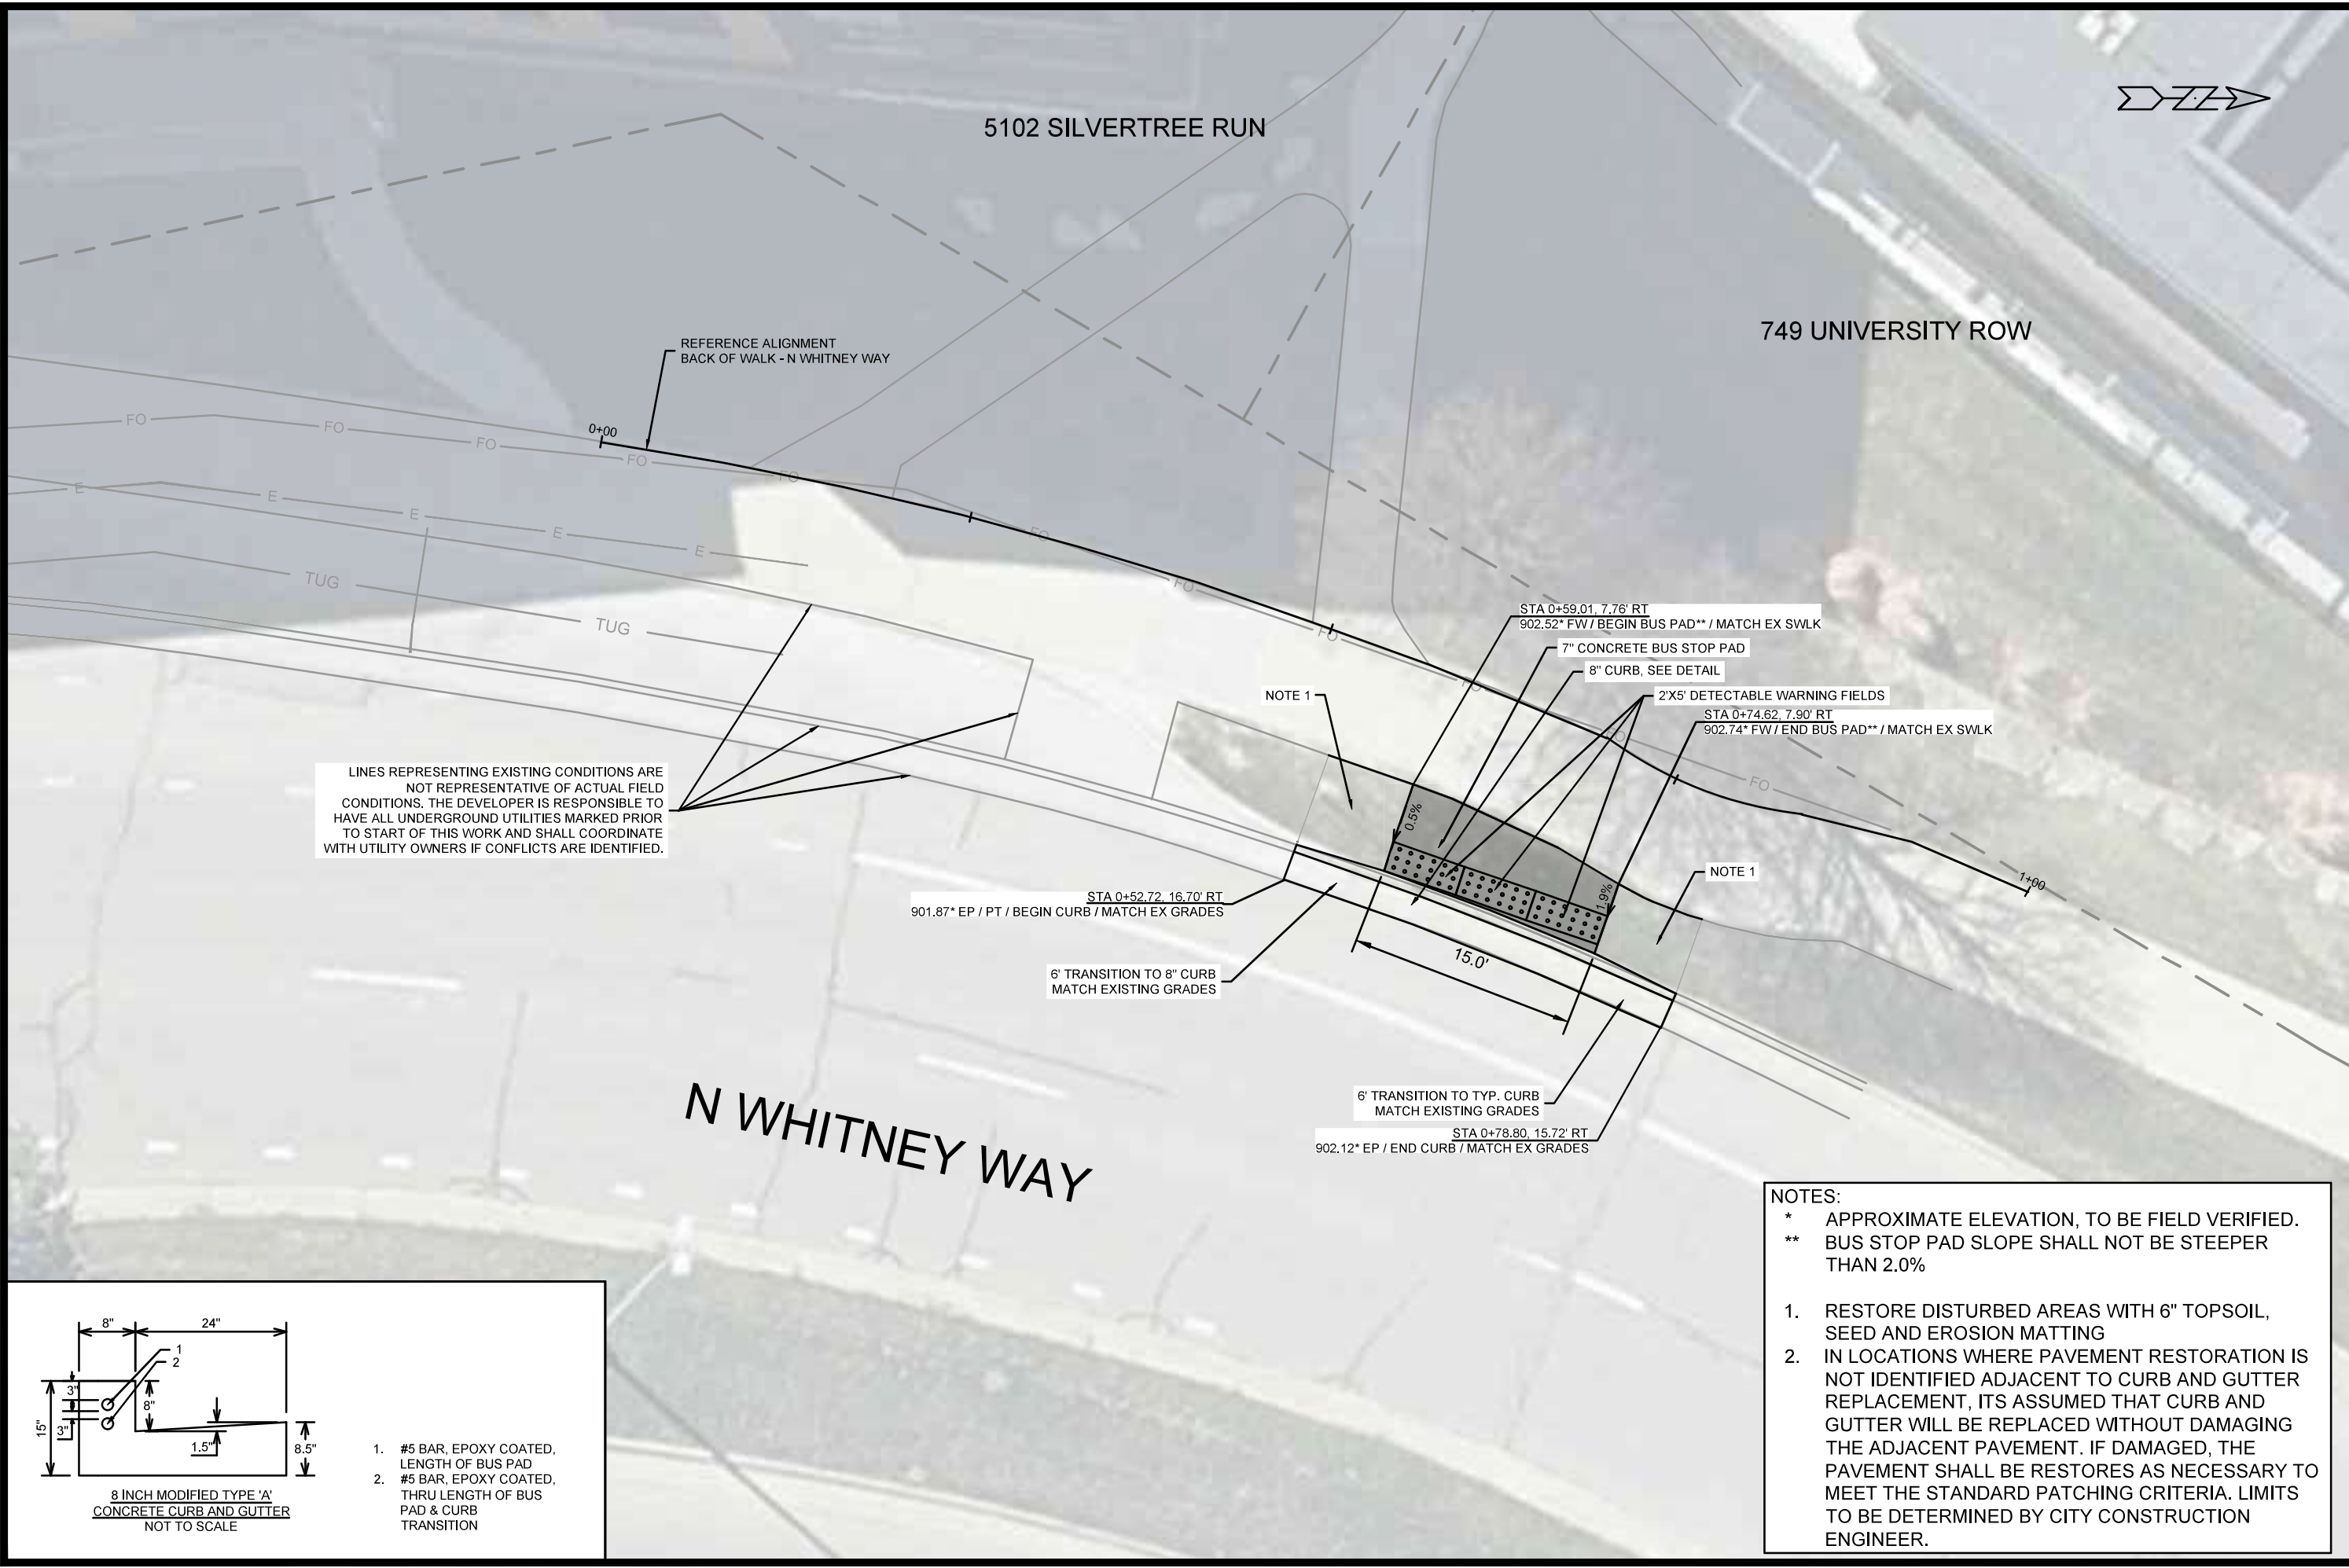 5102 SILVERTREE RUN
N
749 UNIVERSITY ROW
REFERENCE ALIGNMENT
BACK OF WALK - N WHITNEY WAY
0+00
FO
FO
FO
FO
FO
FO
FO
FO
FO
FO
FO
E
E
E
E
E
TUG
TUG
STA 0+59.01, 7.76' RT
902.52* FW / BEGIN BUS PAD** / MATCH EX SWLK
7" CONCRETE BUS STOP PAD
8" CURB, SEE DETAIL
2'X5' DETECTABLE WARNING FIELDS
STA 0+74.62, 7.90' RT
902.74* FW / END BUS PAD** / MATCH EX SWLK
NOTE 1
LINES REPRESENTING EXISTING CONDITIONS ARE
NOT REPRESENTATIVE OF ACTUAL FIELD
CONDITIONS. THE DEVELOPER IS RESPONSIBLE TO
HAVE ALL UNDERGROUND UTILITIES MARKED PRIOR
TO START OF THIS WORK AND SHALL COORDINATE
WITH UTILITY OWNERS IF CONFLICTS ARE IDENTIFIED.
0.5%
1.9%
NOTE 1
1+00
STA 0+52.72, 16.70' RT
901.87* EP / PT / BEGIN CURB / MATCH EX GRADES
15.0'
6' TRANSITION TO 8" CURB
MATCH EXISTING GRADES
6' TRANSITION TO TYP. CURB
MATCH EXISTING GRADES
STA 0+78.80, 15.72' RT
902.12* EP / END CURB / MATCH EX GRADES
N WHITNEY WAY
8"
24"
1
2
3"
8"
15"
3"
1.5"
8.5"
8 INCH MODIFIED TYPE 'A'
CONCRETE CURB AND GUTTER
NOT TO SCALE
1. #5 BAR, EPOXY COATED,
LENGTH OF BUS PAD
2. #5 BAR, EPOXY COATED,
THRU LENGTH OF BUS
PAD & CURB
TRANSITION
NOTES:
* APPROXIMATE ELEVATION, TO BE FIELD VERIFIED.
** BUS STOP PAD SLOPE SHALL NOT BE STEEPER
THAN 2.0%
1. RESTORE DISTURBED AREAS WITH 6" TOPSOIL,
SEED AND EROSION MATTING
2. IN LOCATIONS WHERE PAVEMENT RESTORATION IS
NOT IDENTIFIED ADJACENT TO CURB AND GUTTER
REPLACEMENT, ITS ASSUMED THAT CURB AND
GUTTER WILL BE REPLACED WITHOUT DAMAGING
THE ADJACENT PAVEMENT. IF DAMAGED, THE
PAVEMENT SHALL BE RESTORES AS NECESSARY TO
MEET THE STANDARD PATCHING CRITERIA. LIMITS
TO BE DETERMINED BY CITY CONSTRUCTION
ENGINEER.